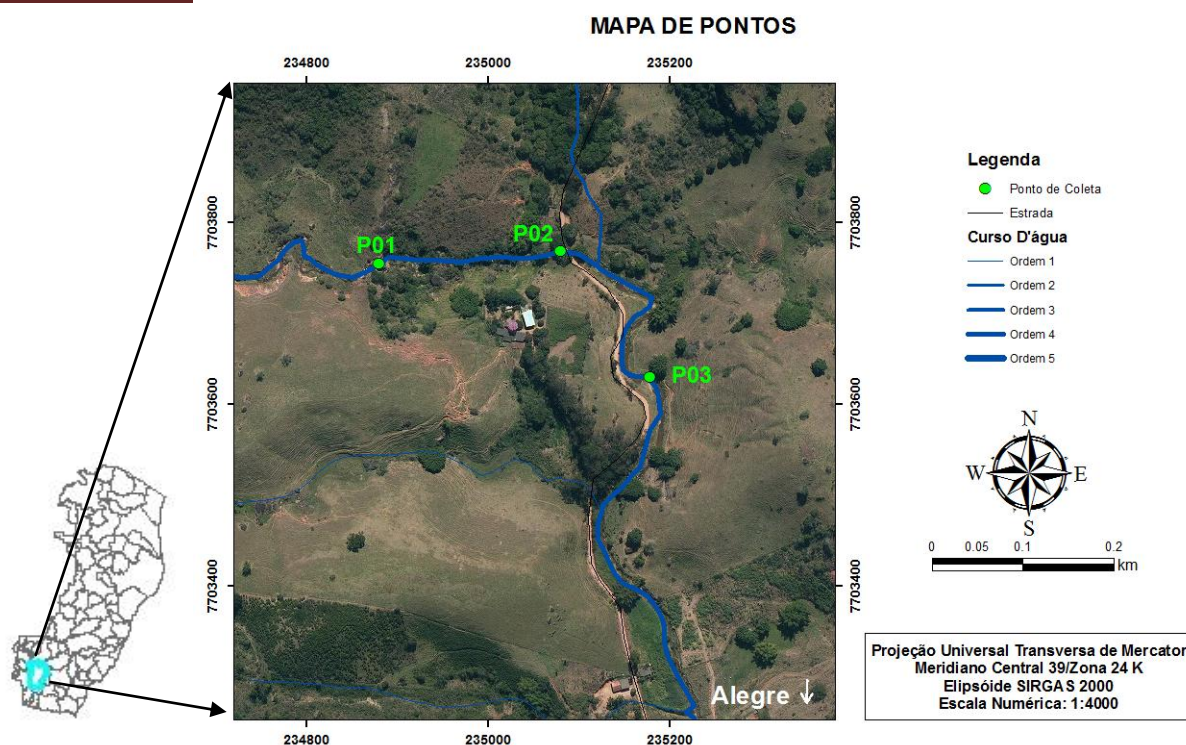 MAPA DE PONTOS
234800 235000 235200
7703800
7703600
7703400
7703800
7703600
7703400
P01
P02
P03
Alegre
234800 235000 235200
Legenda
Ponto de Coleta
Estrada
Curso D'água
Ordem 1
Ordem 2
Ordem 3
Ordem 4
Ordem 5
N
W E
S
0 0.05 0.1 0.2
km
Projeção Universal Transversa de Mercator
Meridiano Central 39/Zona 24 K
Elipsóide SIRGAS 2000
Escala Numérica: 1:4000